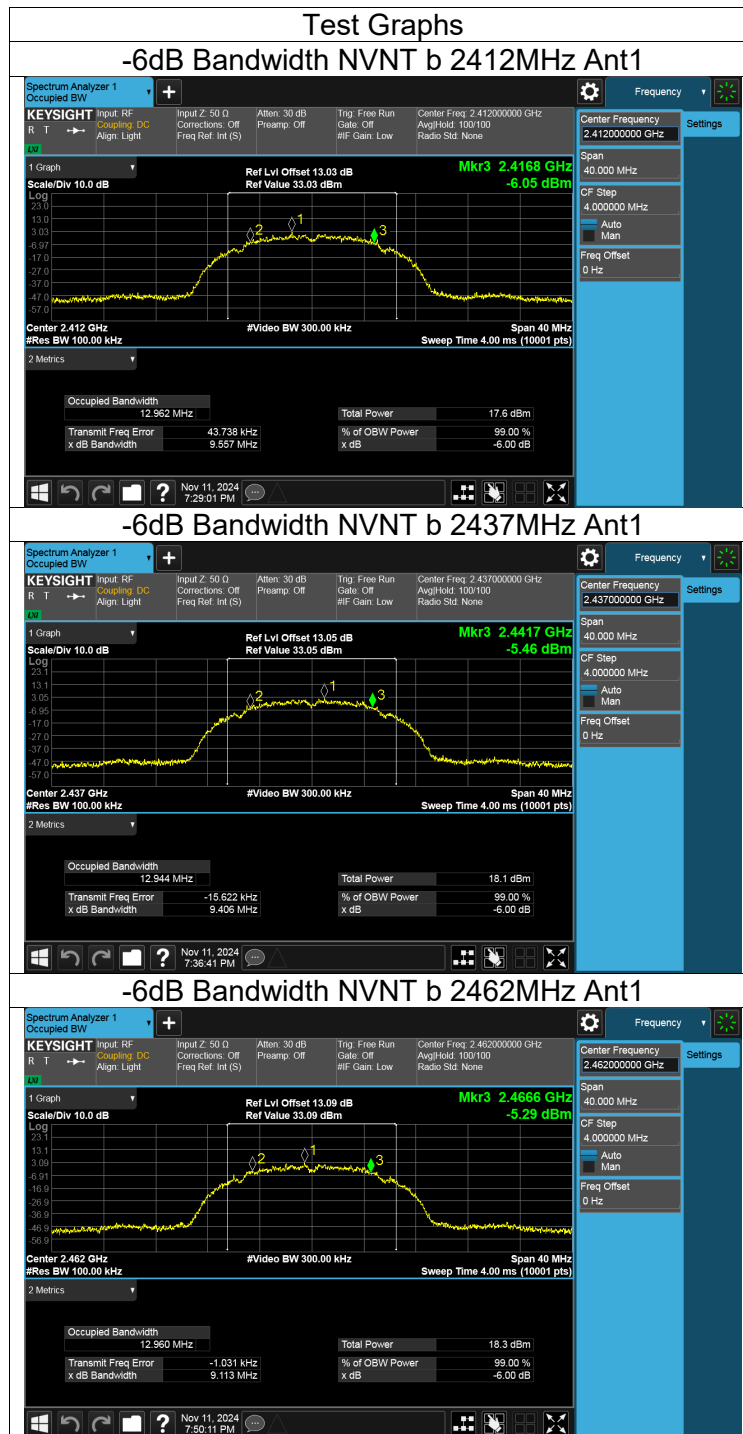 Test Graphs
-6dB Bandwidth NVNT b 2412MHz Ant1
Spectrum Analyzer 1
Occupied BW
+
Frequency
KEYSIGHT Input: RF Input Z: 50 Ω Atten: 30 dB Trig: Free Run Center Freq: 2.412000000 GHz
R T Coupling: DC Corrections: Off Preamp: Off Gate: Off Avg|Hold: 100/100
Align: Light Freq Ref: Int (S) #IF Gain: Low Radio Std: None
LXI
Center Frequency
2.412000000 GHz
Settings
Span
40.000 MHz
CF Step
4.000000 MHz
Auto
Man
Freq Offset
0 Hz
1 Graph
Ref Lvl Offset 13.03 dB
Mkr3 2.4168 GHz
Scale/Div 10.0 dB
Ref Value 33.03 dBm
-6.05 dBm
Log
23.0
13.0
3.03
-6.97
-17.0
-27.0
-37.0
-47.0
-57.0
2
1
3
Center 2.412 GHz #Video BW 300.00 kHz Span 40 MHz
#Res BW 100.00 kHz Sweep Time 4.00 ms (10001 pts)
2 Metrics
Occupied Bandwidth
12.962 MHz Total Power 17.6 dBm
Transmit Freq Error 43.738 kHz % of OBW Power 99.00 %
x dB Bandwidth 9.557 MHz x dB -6.00 dB
? Nov 11, 2024
7:29:01 PM
-6dB Bandwidth NVNT b 2437MHz Ant1
Spectrum Analyzer 1
Occupied BW
+
Frequency
KEYSIGHT Input: RF Input Z: 50 Ω Atten: 30 dB Trig: Free Run Center Freq: 2.437000000 GHz
R T Coupling: DC Corrections: Off Preamp: Off Gate: Off Avg|Hold: 100/100
Align: Light Freq Ref: Int (S) #IF Gain: Low Radio Std: None
LXI
Center Frequency
2.437000000 GHz
Settings
Span
40.000 MHz
CF Step
4.000000 MHz
Auto
Man
Freq Offset
0 Hz
1 Graph
Ref Lvl Offset 13.05 dB
Mkr3 2.4417 GHz
Scale/Div 10.0 dB
Ref Value 33.05 dBm
-5.46 dBm
Log
23.1
13.1
3.05
-6.95
-17.0
-27.0
-37.0
-47.0
-57.0
2
1
3
Center 2.437 GHz #Video BW 300.00 kHz Span 40 MHz
#Res BW 100.00 kHz Sweep Time 4.00 ms (10001 pts)
2 Metrics
Occupied Bandwidth
12.944 MHz Total Power 18.1 dBm
Transmit Freq Error -15.622 kHz % of OBW Power 99.00 %
x dB Bandwidth 9.406 MHz x dB -6.00 dB
? Nov 11, 2024
7:36:41 PM
-6dB Bandwidth NVNT b 2462MHz Ant1
Spectrum Analyzer 1
Occupied BW
+
Frequency
KEYSIGHT Input: RF Input Z: 50 Ω Atten: 30 dB Trig: Free Run Center Freq: 2.462000000 GHz
R T Coupling: DC Corrections: Off Preamp: Off Gate: Off Avg|Hold: 100/100
Align: Light Freq Ref: Int (S) #IF Gain: Low Radio Std: None
LXI
Center Frequency
2.462000000 GHz
Settings
Span
40.000 MHz
CF Step
4.000000 MHz
Auto
Man
Freq Offset
0 Hz
1 Graph
Ref Lvl Offset 13.09 dB
Mkr3 2.4666 GHz
Scale/Div 10.0 dB
Ref Value 33.09 dBm
-5.29 dBm
Log
23.1
13.1
3.09
-6.91
-16.9
-26.9
-36.9
-46.9
-56.9
2
1
3
Center 2.462 GHz #Video BW 300.00 kHz Span 40 MHz
#Res BW 100.00 kHz Sweep Time 4.00 ms (10001 pts)
2 Metrics
Occupied Bandwidth
12.960 MHz Total Power 18.3 dBm
Transmit Freq Error -1.031 kHz % of OBW Power 99.00 %
x dB Bandwidth 9.113 MHz x dB -6.00 dB
? Nov 11, 2024
7:50:11 PM